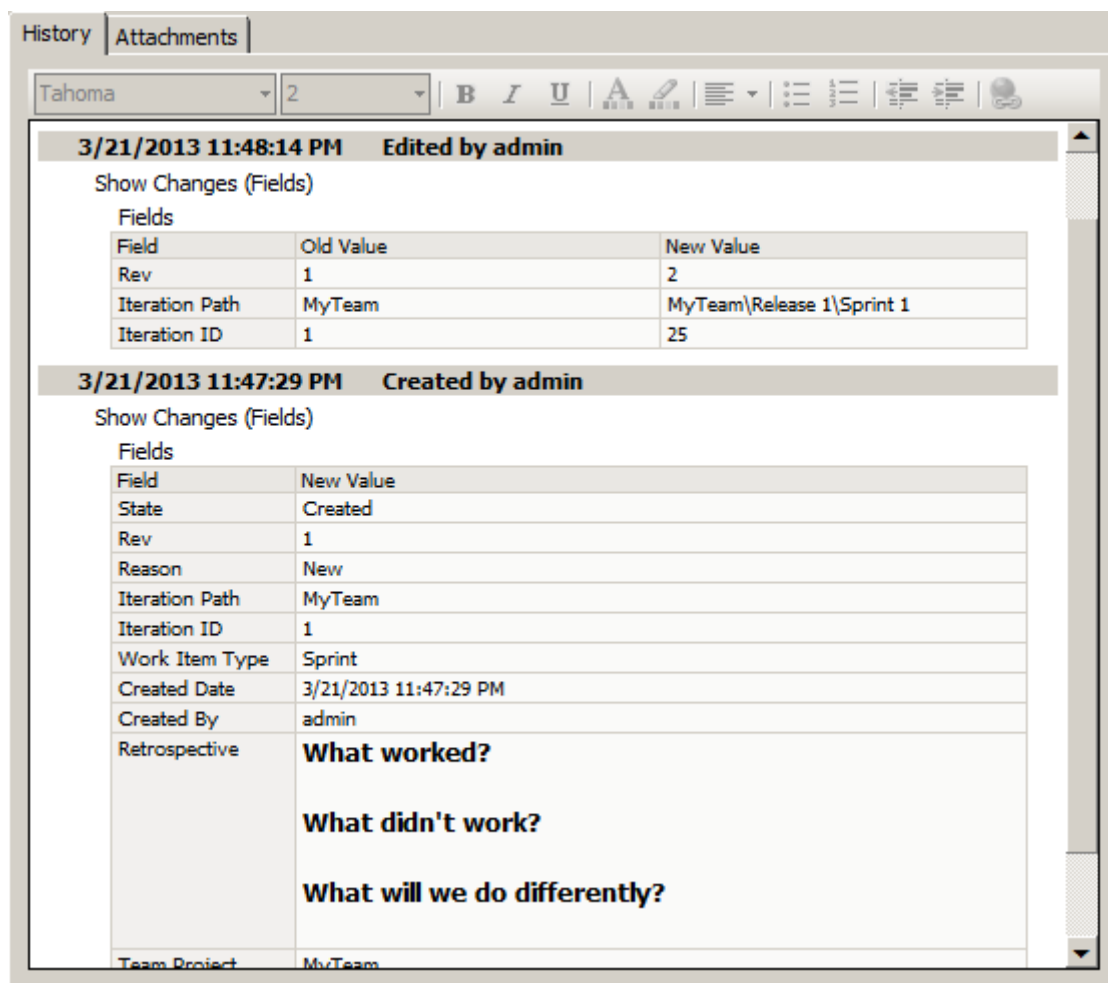 History Attachments
Tahoma 2 B I U A
3/21/2013 11:48:14 PM Edited by admin
Show Changes (Fields)
Fields
Field Old Value New Value
Rev 1 2
Iteration Path MyTeam MyTeam\Release 1\Sprint 1
Iteration ID 1 25
3/21/2013 11:47:29 PM Created by admin
Show Changes (Fields)
Fields
Field New Value
State Created
Rev 1
Reason New
Iteration Path MyTeam
Iteration ID 1
Work Item Type Sprint
Created Date 3/21/2013 11:47:29 PM
Created By admin
Retrospective What worked?
What didn't work?
What will we do differently?
Team Project MyTeam